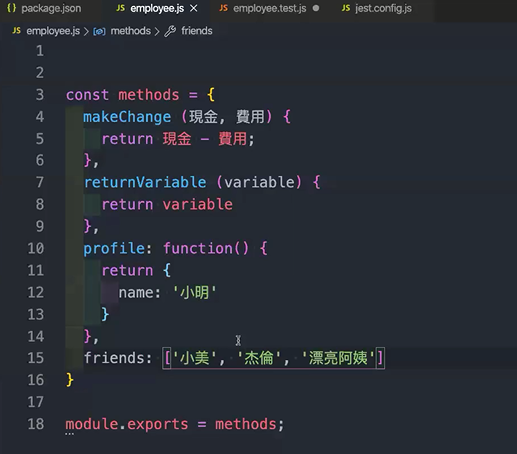 {} package.json JS employee.js × JS employee.test.js JS jest.config.js
JS employee.js > methods > friends
1
2
3 const methods = {
4 makeChange (現金, 費用) {
5 return 現金 - 費用;
6 },
7 returnVariable (variable) {
8 return variable
9 },
10 profile: function() {
11 return {
12 name: '小明'
13 }
14 },
15 friends: ['小美', '杰倫', '漂亮阿姨']
16 }
17
18 module.exports = methods;